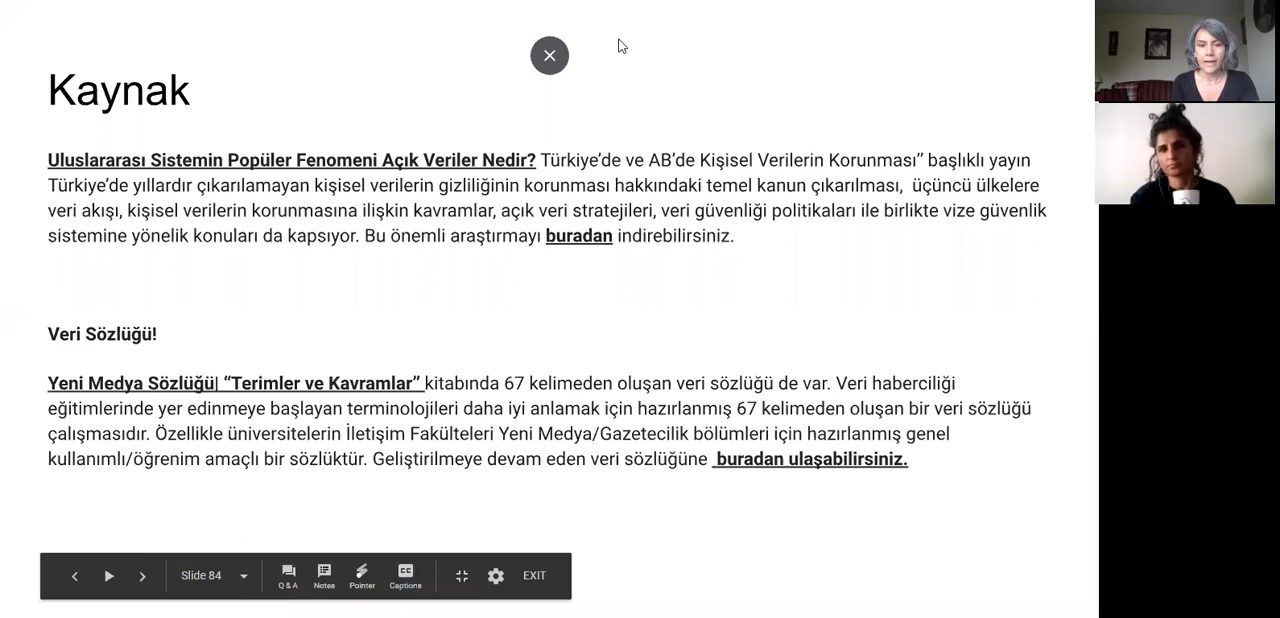 Kaynak
Uluslararası Sistemin Popüler Fenomeni Açık Veriler Nedir? Türkiye’de ve AB’de Kişisel Verilerin Korunması” başlıklı yayın
Türkiye’de yıllardır çıkarılamayan kişisel verilerin gizliliğinin korunması hakkındaki temel kanun çıkarılması, üçüncü ülkelere
veri akışı, kişisel verilerin korunmasına ilişkin kavramlar, açık veri stratejileri, veri güvenliği politikaları ile birlikte vize güvenlik
sistemine yönelik konuları da kapsıyor. Bu önemli araştırmayı buradan indirebilirsiniz.
Veri Sözlüğü!
Yeni Medya Sözlüğü| “Terimler ve Kavramlar” kitabında 67 kelimeden oluşan veri sözlüğü de var. Veri haberciliği
eğitimlerinde yer edinmeye başlayan terminolojileri daha iyi anlamak için hazırlanmış 67 kelimeden oluşan bir veri sözlüğü
çalışmasıdır. Özellikle üniversitelerin İletişim Fakülteleri Yeni Medya/Gazetecilik bölümleri için hazırlanmış genel
kullanımlı/öğrenim amaçlı bir sözlüktür. Geliştirilmeye devam eden veri sözlüğüne buradan ulaşabilirsiniz.
Slide 84 Q & A Notes Pointer CC Captions EXIT